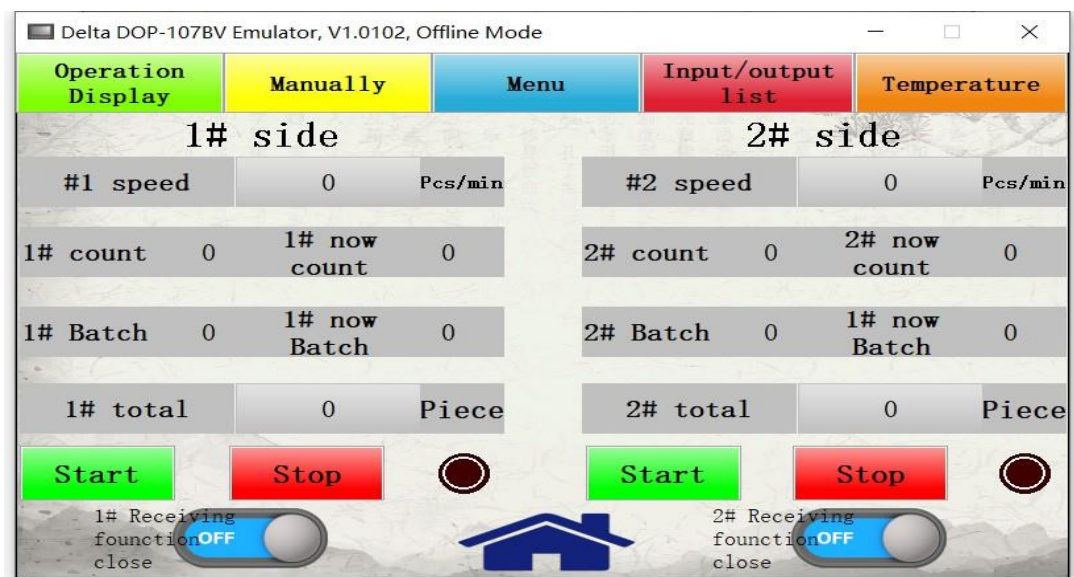 Delta DOP-107BV Emulator, V1.0102, Offline Mode
Operation
Display
Manually
Menu
Input/output
list
Temperature
1# side
2# side
#1 speed
0
Pcs/min
#2 speed
0
Pcs/min
1# count
0
1# now
count
0
2# count
0
2# now
count
0
1# Batch
0
1# now
Batch
0
2# Batch
0
1# now
Batch
0
1# total
0
Piece
2# total
0
Piece
Start
Stop
Start
Stop
1# Receiving
founction
close
OFF
2# Receiving
founction
close
OFF